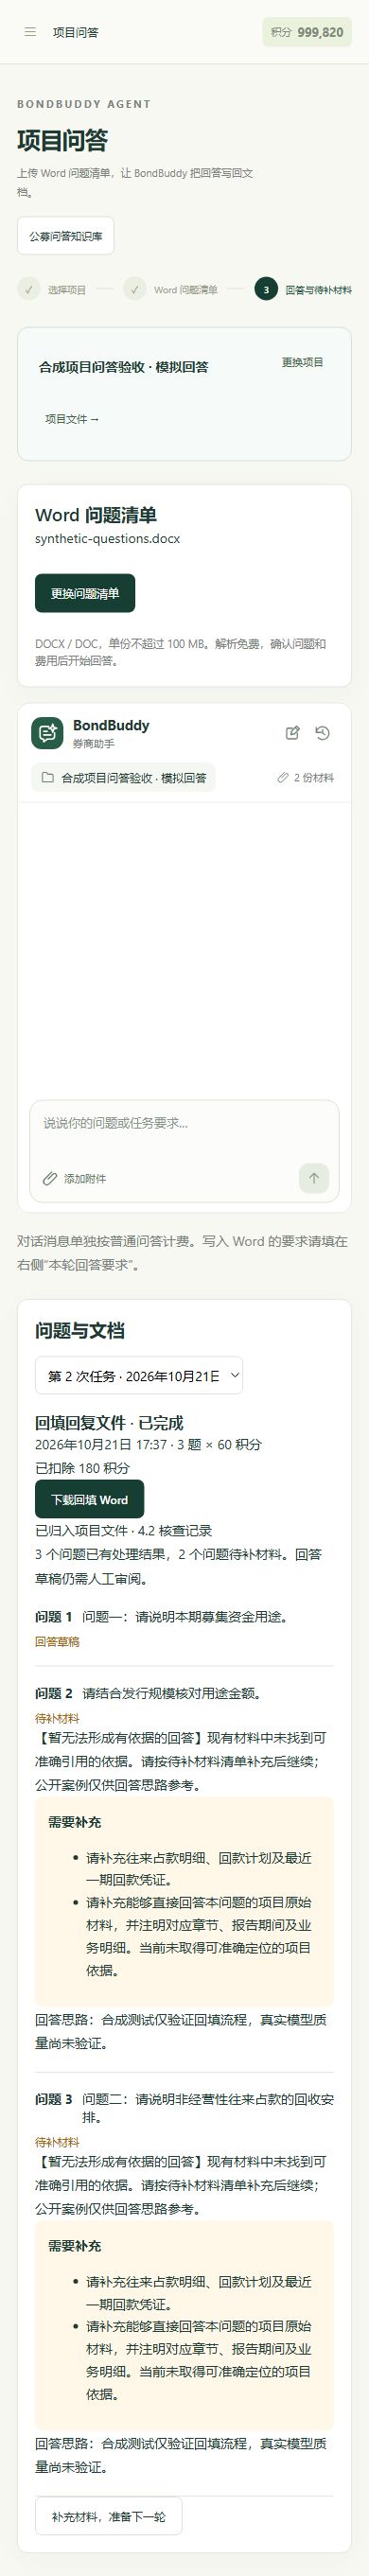 项目问答
积分 999,820
BONDBUDDY AGENT
项目问答
上传 Word 问题清单，让 BondBuddy 把回答写回文
档。
公募问答知识库
✓ 选择项目
✓ Word 问题清单
3 回答与待补材料
合成项目问答验收 · 模拟回答
更换项目
项目文件 →
Word 问题清单
synthetic-questions.docx
更换问题清单
DOCX / DOC，单份不超过 100 MB。解析免费，确认问题和
费用后开始回答。
BondBuddy
券商助手
合成项目问答验收 · 模拟回答
2 份材料
说说你的问题或任务要求...
添加附件
对话消息单独按普通问答计费。写入 Word 的要求请填在
右侧“本轮回答要求”。
问题与文档
第 2 次任务 · 2026年10月21日
回填回复文件 · 已完成
2026年10月21日 17:37 · 3 题 × 60 积分
已扣除 180 积分
下载回填 Word
已归入项目文件 · 4.2 核查记录
3 个问题已有处理结果，2 个问题待补材料。回答
草稿仍需人工审阅。
问题 1 问题一：请说明本期募集资金用途。
回答草稿
问题 2 请结合发行规模核对用途金额。
待补材料
【暂无法形成有依据的回答】现有材料中未找到可
准确引用的依据。请按待补材料清单补充后继续；
公开案例仅供回答思路参考。
需要补充
• 请补充往来占款明细、回款计划及最近
一期回款凭证。
• 请补充能够直接回答本问题的项目原始
材料，并注明对应章节、报告期间及业
务明细。当前未取得可准确定位的项目
依据。
回答思路：合成测试仅验证回填流程，真实模型质
量尚未验证。
问题 3 问题二：请说明非经营性往来占款的回收安
排。
待补材料
【暂无法形成有依据的回答】现有材料中未找到可
准确引用的依据。请按待补材料清单补充后继续；
公开案例仅供回答思路参考。
需要补充
• 请补充往来占款明细、回款计划及最近
一期回款凭证。
• 请补充能够直接回答本问题的项目原始
材料，并注明对应章节、报告期间及业
务明细。当前未取得可准确定位的项目
依据。
回答思路：合成测试仅验证回填流程，真实模型质
量尚未验证。
补充材料，准备下一轮